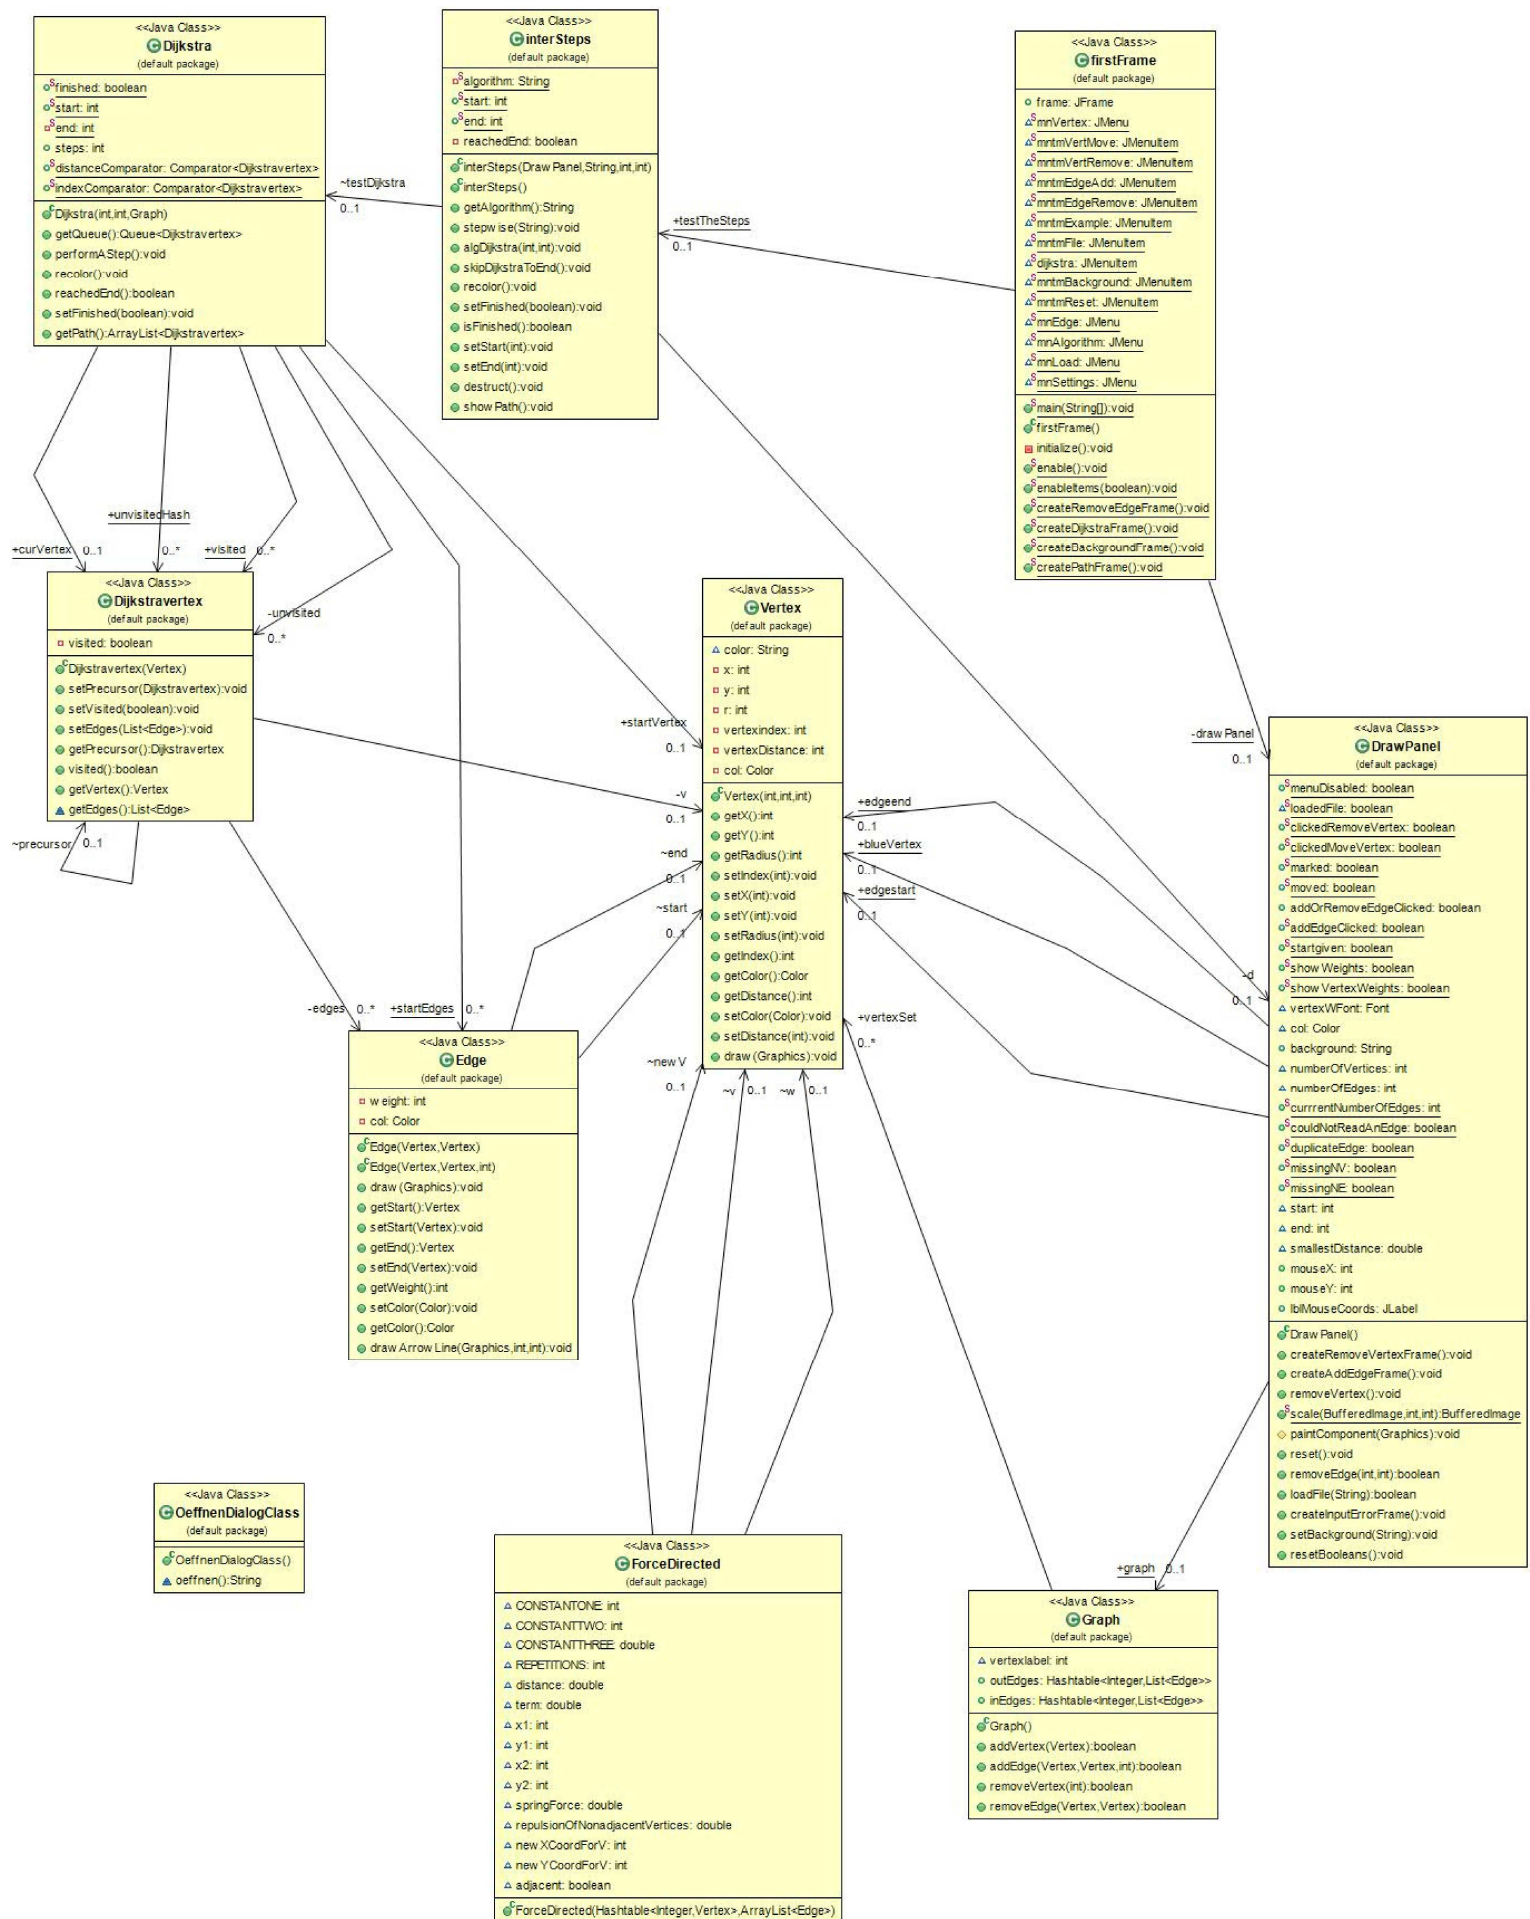 <<Java Class>>
Dijkstra
(default package)
finished: boolean
start: int
end: int
steps: int
distanceComparator: Comparator<Dijkstravertex>
indexComparator: Comparator<Dijkstravertex>
Dijkstra(int,int,Graph)
getQueue():Queue<Dijkstravertex>
performAStep():void
recolor():void
reachedEnd():boolean
setFinished(boolean):void
getPath():ArrayList<Dijkstravertex>
<<Java Class>>
interSteps
(default package)
algorithm: String
start: int
end: int
reachedEnd: boolean
interSteps(DrawPanel,String,int,int)
interSteps()
getAlgorithm():String
stepwise(String):void
algDijkstra(int,int):void
skipDijkstraToEnd():void
recolor():void
setFinished(boolean):void
isFinished():boolean
setStart(int):void
setEnd(int):void
destruct():void
showPath():void
<<Java Class>>
firstFrame
(default package)
frame: JFrame
mnVertex: JMenu
mntmVertMove: JMenuItem
mntmVertRemove: JMenuItem
mntmEdgeAdd: JMenuItem
mntmEdgeRemove: JMenuItem
mntmExample: JMenuItem
mntmFile: JMenuItem
dijkstra: JMenuItem
mntmBackground: JMenuItem
mntmReset: JMenuItem
mnEdge: JMenu
mnAlgorithm: JMenu
mnLoad: JMenu
mnSettings: JMenu
main(String[]):void
firstFrame()
initialize():void
enable():void
enableItems(boolean):void
createRemoveEdgeFrame():void
createDijkstraFrame():void
createBackgroundFrame():void
createPathFrame():void
~testDijkstra
0..1
+testTheSteps
0..1
+unvisitedHash
0..*
+curVertex
0..1
+visited
0..*
-unvisited
0..*
<<Java Class>>
Dijkstravertex
(default package)
visited: boolean
Dijkstravertex(Vertex)
setPrecursor(Dijkstravertex):void
setVisited(boolean):void
setEdges(List<Edge>):void
getPrecursor():Dijkstravertex
visited():boolean
getVertex():Vertex
getEdges():List<Edge>
~precursor
0..1
+startVertex
0..1
-v
0..1
~end
0..1
~start
0..1
<<Java Class>>
Vertex
(default package)
color: String
x: int
y: int
r: int
vertexindex: int
vertexDistance: int
col: Color
Vertex(int,int,int)
getX():int
getY():int
getRadius():int
setIndex(int):void
setX(int):void
setY(int):void
setRadius(int):void
getIndex():int
getColor():Color
getDistance():int
setColor(Color):void
setDistance(int):void
draw(Graphics):void
+edgeend
0..1
+blueVertex
0..1
+edgestart
0..1
+vertexSet
0..*
-drawPanel
0..1
-d
0..1
<<Java Class>>
DrawPanel
(default package)
menuDisabled: boolean
loadedFile: boolean
clickedRemoveVertex: boolean
clickedMoveVertex: boolean
marked: boolean
moved: boolean
addOrRemoveEdgeClicked: boolean
addEdgeClicked: boolean
startgiven: boolean
showWeights: boolean
showVertexWeights: boolean
vertexWFont: Font
col: Color
background: String
numberOfVertices: int
numberOfEdges: int
currrentNumberOfEdges: int
couldNotReadAnEdge: boolean
duplicateEdge: boolean
missingNV: boolean
missingNE: boolean
start: int
end: int
smallestDistance: double
mouseX: int
mouseY: int
lblMouseCoords: JLabel
DrawPanel()
createRemoveVertexFrame():void
createAddEdgeFrame():void
removeVertex():void
scale(BufferedImage,int,int):BufferedImage
paintComponent(Graphics):void
reset():void
removeEdge(int,int):boolean
loadFile(String):boolean
createInputErrorFrame():void
setBackground(String):void
resetBooleans():void
-edges
0..*
+startEdges
0..*
<<Java Class>>
Edge
(default package)
weight: int
col: Color
Edge(Vertex,Vertex)
Edge(Vertex,Vertex,int)
draw(Graphics):void
getStart():Vertex
setStart(Vertex):void
getEnd():Vertex
setEnd(Vertex):void
getWeight():int
setColor(Color):void
getColor():Color
drawArrowLine(Graphics,int,int):void
~newV
0..1
~v
0..1
~w
0..1
<<Java Class>>
OeffnenDialogClass
(default package)
OeffnenDialogClass()
oeffnen():String
<<Java Class>>
ForceDirected
(default package)
CONSTANTONE: int
CONSTANTTWO: int
CONSTANTTHREE: double
REPETITIONS: int
distance: double
term: double
x1: int
y1: int
x2: int
y2: int
springForce: double
repulsionOfNonadjacentVertices: double
newXCoordForV: int
newYCoordForV: int
adjacent: boolean
ForceDirected(Hashtable<Integer,Vertex>,ArrayList<Edge>)
+graph
0..1
<<Java Class>>
Graph
(default package)
vertexlabel: int
outEdges: Hashtable<Integer,List<Edge>>
inEdges: Hashtable<Integer,List<Edge>>
Graph()
addVertex(Vertex):boolean
addEdge(Vertex,Vertex,int):boolean
removeVertex(int):boolean
removeEdge(Vertex,Vertex):boolean